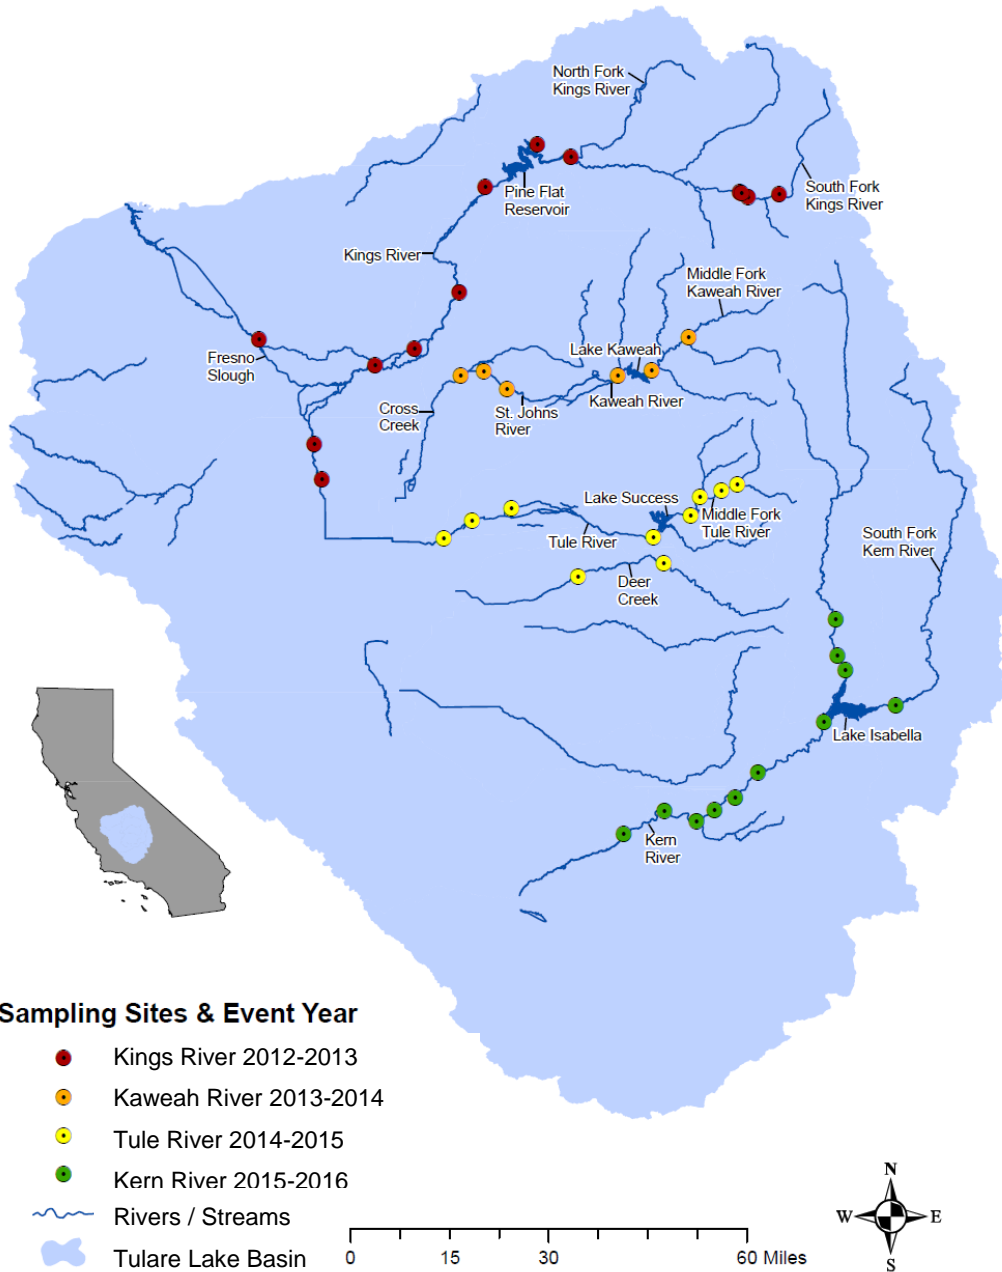 North Fork
Kings River
Pine Flat
Reservoir
South Fork
Kings River
Kings River
Middle Fork
Kaweah River
Fresno
Slough
Lake Kaweah
Kaweah River
Cross
Creek
St. Johns
River
Lake Success
Middle Fork
Tule River
Tule River
South Fork
Kern River
Deer
Creek
Lake Isabella
Kern
River
Sampling Sites & Event Year
Kings River 2012-2013
Kaweah River 2013-2014
Tule River 2014-2015
Kern River 2015-2016
Rivers / Streams
Tulare Lake Basin
0 15 30 60 Miles
N
W E
S